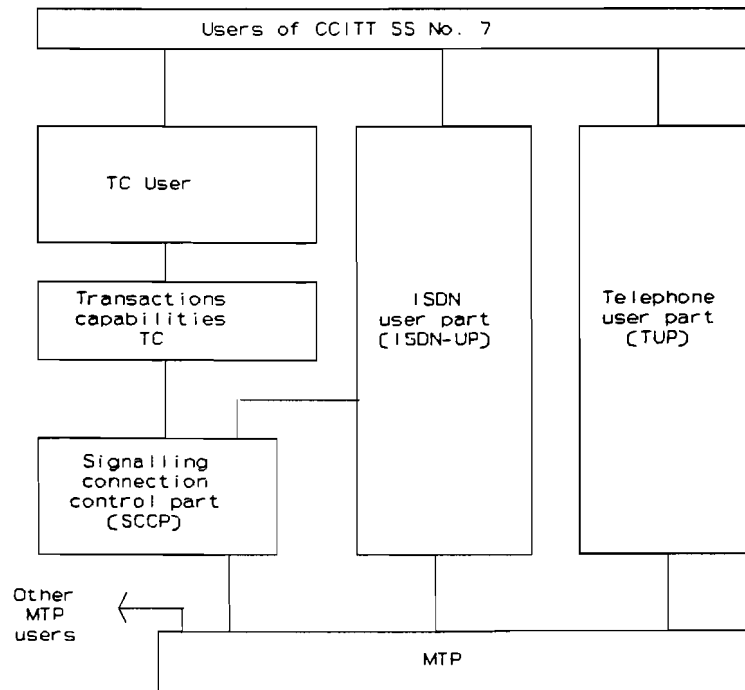 Users of CCITT SS No. 7
TC User
Transactions
capabilities
TC
ISDN
user part
(ISDN-UP)
Telephone
user part
(TUP)
Signalling
connection
control part
(SCCP)
Other
MTP
users
MTP